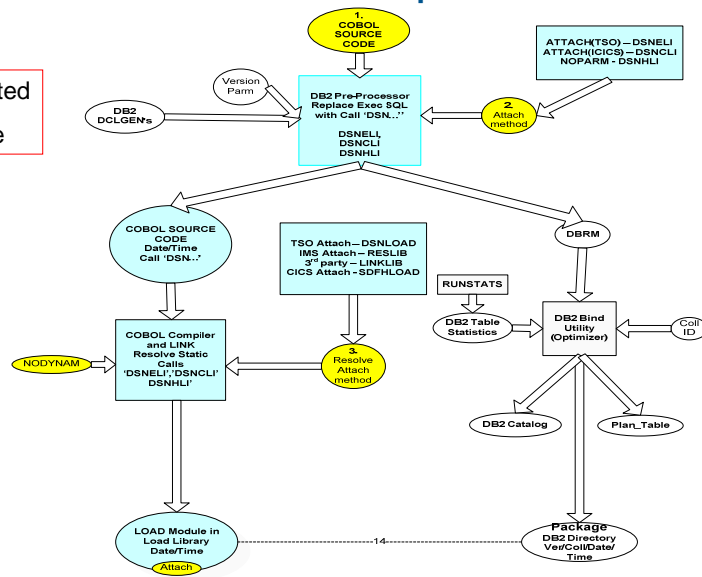 1.
COBOL
SOURCE
CODE
ATTACH(TSO) – DSNELI
ATTACH(ICICS) – DSNCLI
NOPARM - DSNHLI
ted
e
Version
Parm
DB2
DCLGEN's
DB2 Pre-Processor
Replace Exec SQL
with Call 'DSN...''
DSNELI,
DSNCLI
DSNHLI
2.
Attach
method
COBOL SOURCE
CODE
Date/Time
Call 'DSN...'
TSO Attach – DSNLOAD
IMS Attach – RESLIB
3rd party – LINKLIB
CICS Attach - SDFHLOAD
DBRM
RUNSTATS
DB2 Table
Statistics
DB2 Bind
Utility
(Optimizer)
Coll
ID
NODYNAM
COBOL Compiler
and LINK
Resolve Static
Calls
'DSNELI','DSNCLI'
DSNHLI'
3.
Resolve
Attach
method
DB2 Catalog
Plan_Table
LOAD Module in
Load Library
Date/Time
Attach
14
Package
DB2 Directory
Ver/Coll/Date/
Time